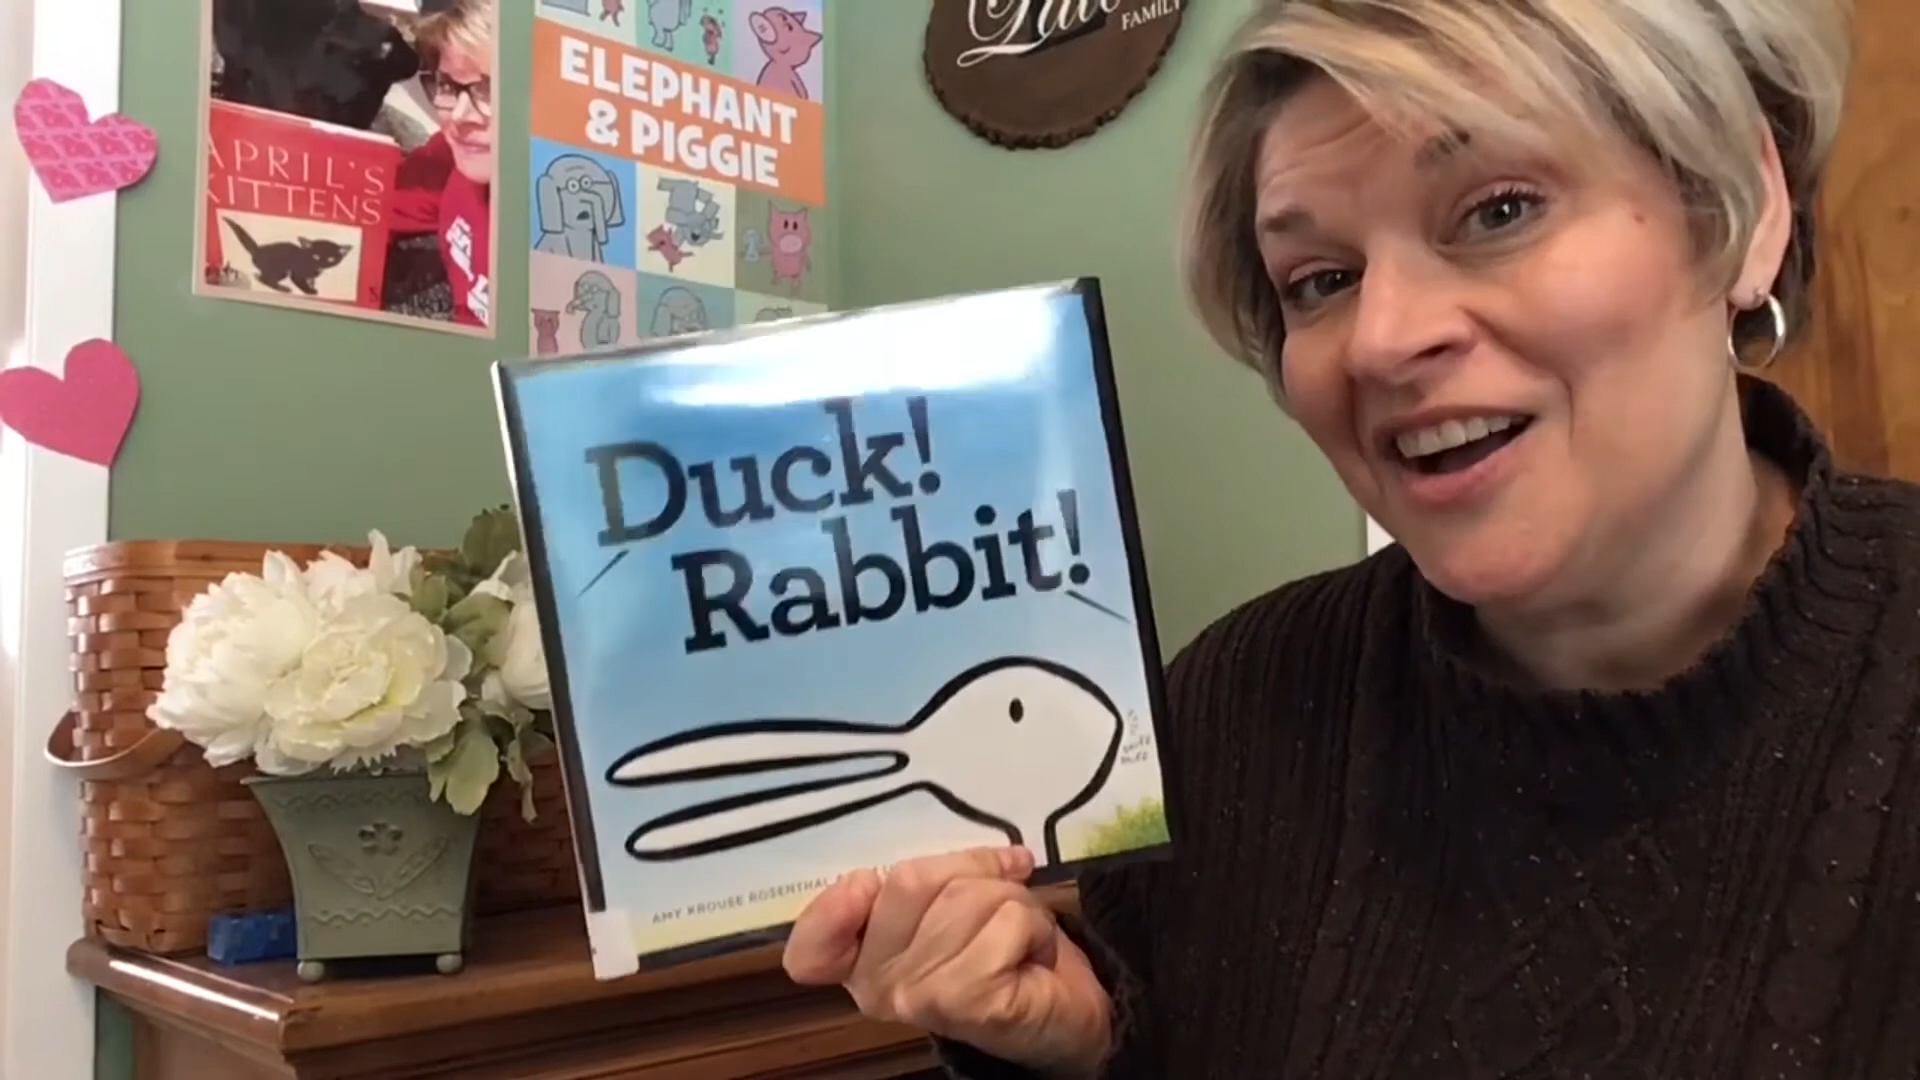 ELEPHANT
& PIGGIE
FAMILY
APRIL'S
KITTENS
Duck!
Rabbit!
AMY KROUSE ROSENTHAL &